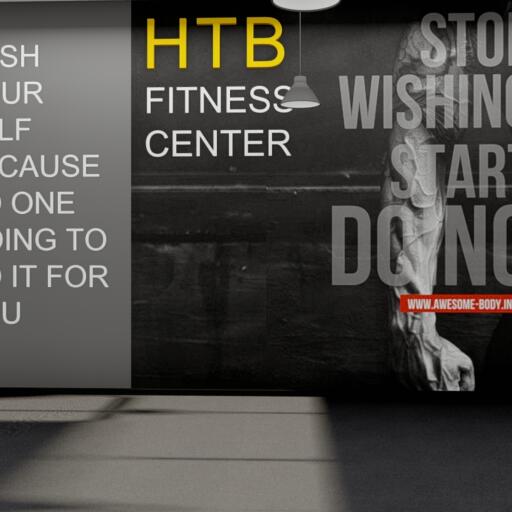 SH
UR
LF
CAUSE
O ONE
OING TO
O IT FOR
U
HTB
FITNESS
CENTER
STO
WISHING
START
DOING
WWW.AWESOME-BODY.IN